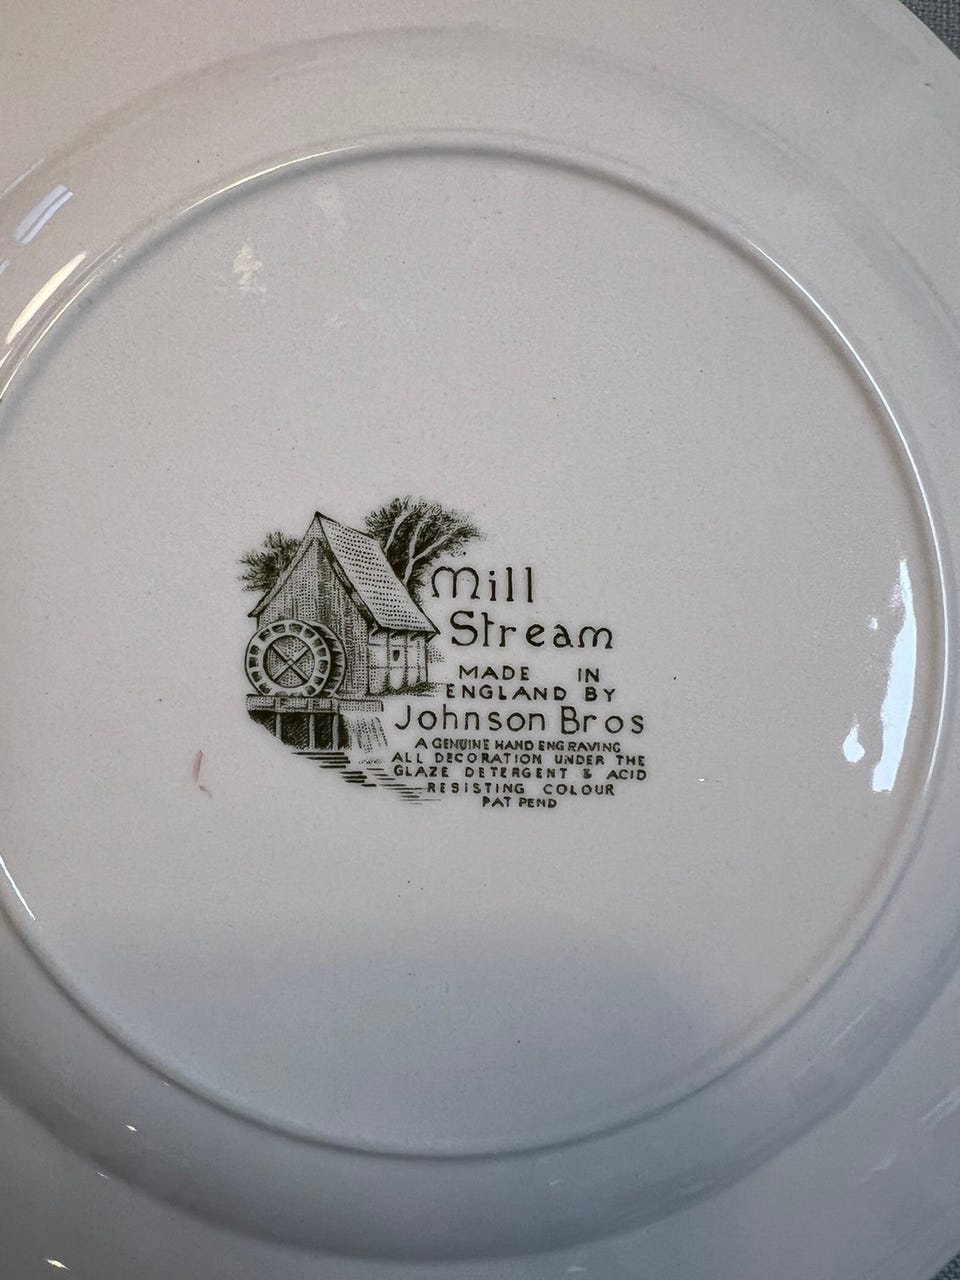 Mill
Stream
MADE IN
ENGLAND BY
Johnson Bros
A GENUINE HAND ENGRAVING
ALL DECORATION UNDER THE
GLAZE DETERGENT & ACID
RESISTING COLOUR
PAT PEND